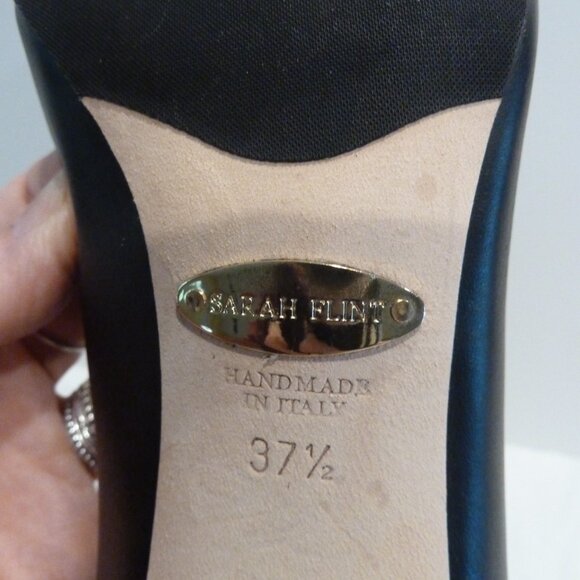 SARAH FLINT
HANDMADE
IN ITALY
37½